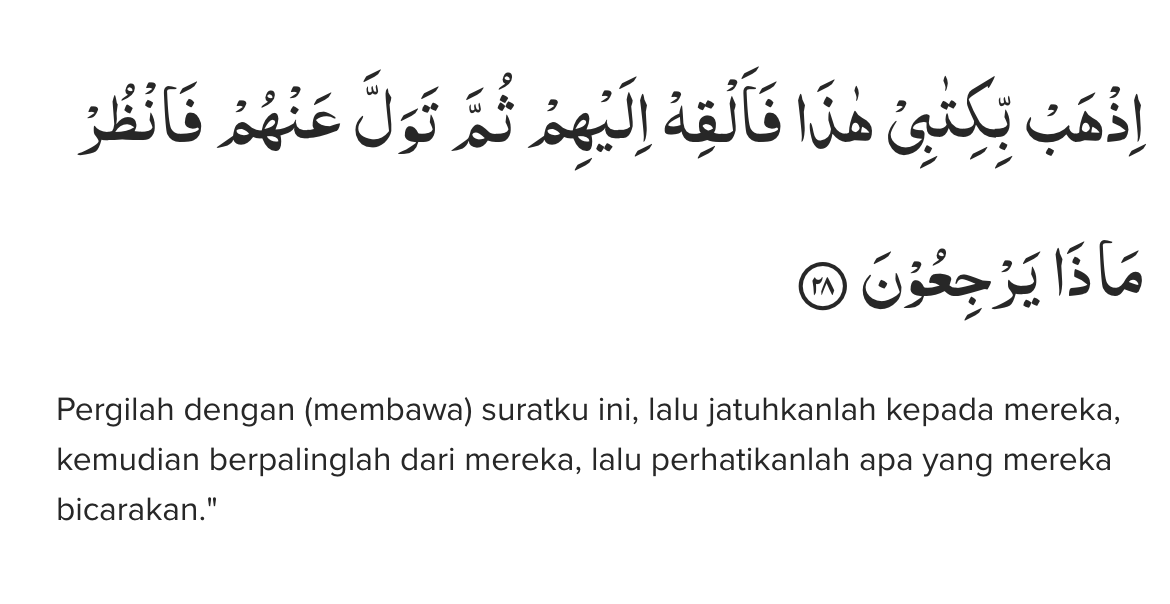 اِذْهَبْ بِّكِتٰبِيْ هٰذَا فَاَلْقِهْ اِلَيْهِمْ ثُمَّ تَوَلَّ عَنْهُمْ فَانْظُرْ
مَاذَا يَرْجِعُوْنَ ٢٨
Pergilah dengan (membawa) suratku ini, lalu jatuhkanlah kepada mereka,
kemudian berpalinglah dari mereka, lalu perhatikanlah apa yang mereka
bicarakan."